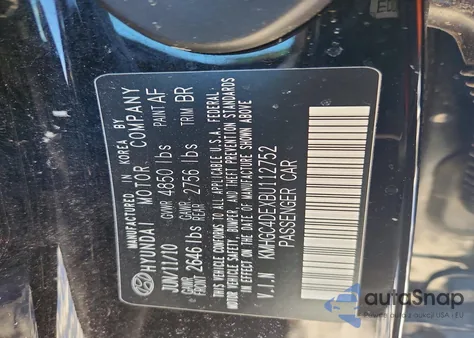 MANUFACTURED IN KOREA BY
HYUNDAI MOTOR COMPANY
JUN/11/10 GVWR 4850 lbs PAINT AF
GAWR FRONT 2646 lbs GAWR REAR 2756 lbs TRIM BR
THIS VEHICLE CONFORMS TO ALL APPLICABLE U.S.A. FEDERAL
MOTOR VEHICLE SAFETY, BUMPER, AND THEFT PREVENTION STANDARDS
IN EFFECT ON THE DATE OF MANUFACTURE SHOWN ABOVE
V.I.N KMHGC4DEXBU112752
PASSENGER CAR
autoSnap